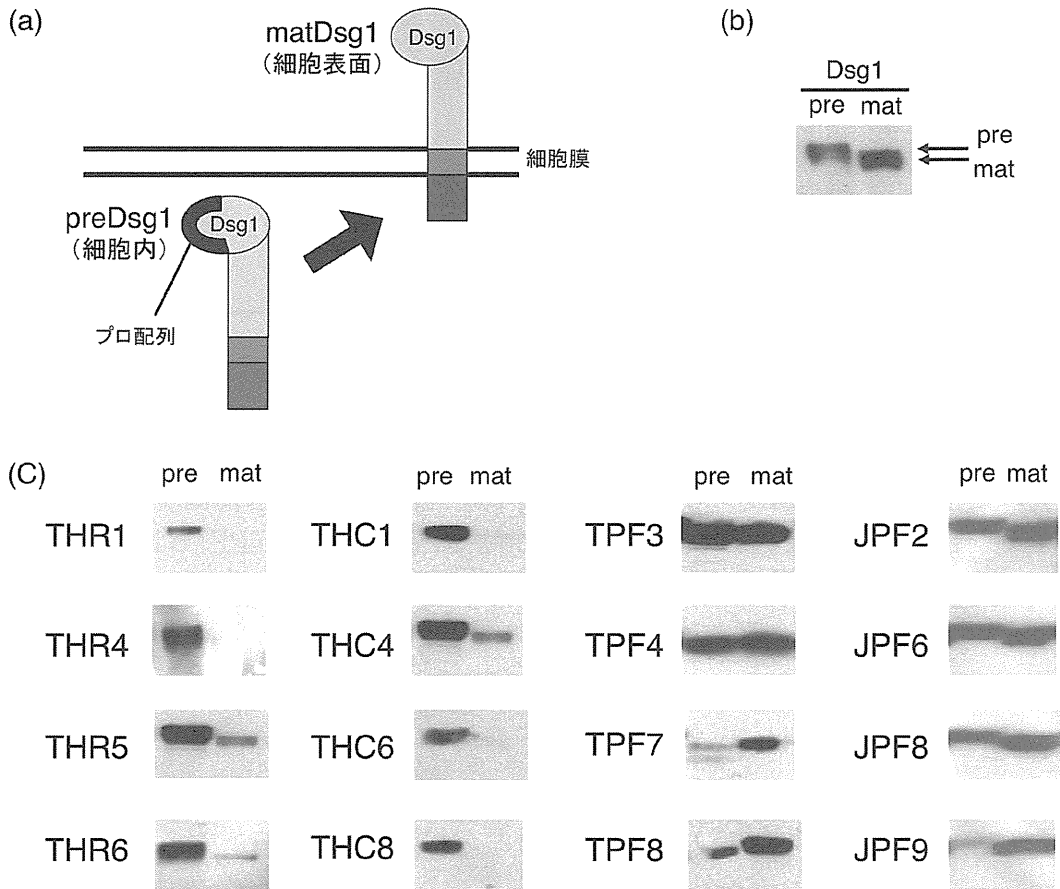 (a)
matDsg1
(細胞表面)
Dsg1
細胞膜
preDsg1
(細胞内)
Dsg1
プロ配列
(b)
Dsg1
pre mat
pre
mat
(C)
pre mat
pre mat
pre mat
pre mat
THR1
THC1
TPF3
JPF2
THR4
THC4
TPF4
JPF6
THR5
THC6
TPF7
JPF8
THR6
THC8
TPF8
JPF9